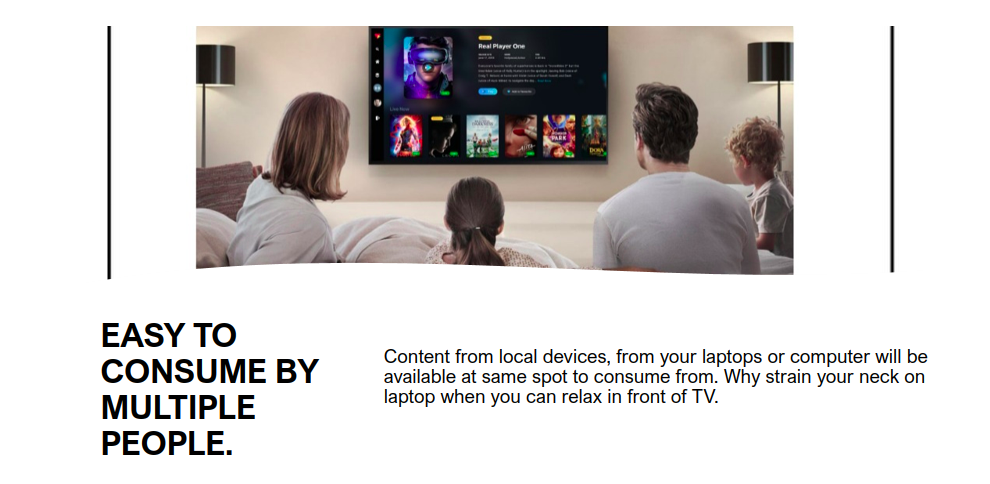 Real Player One
EASY TO
CONSUME BY
MULTIPLE
PEOPLE.
Content from local devices, from your laptops or computer will be
available at same spot to consume from. Why strain your neck on
laptop when you can relax in front of TV.